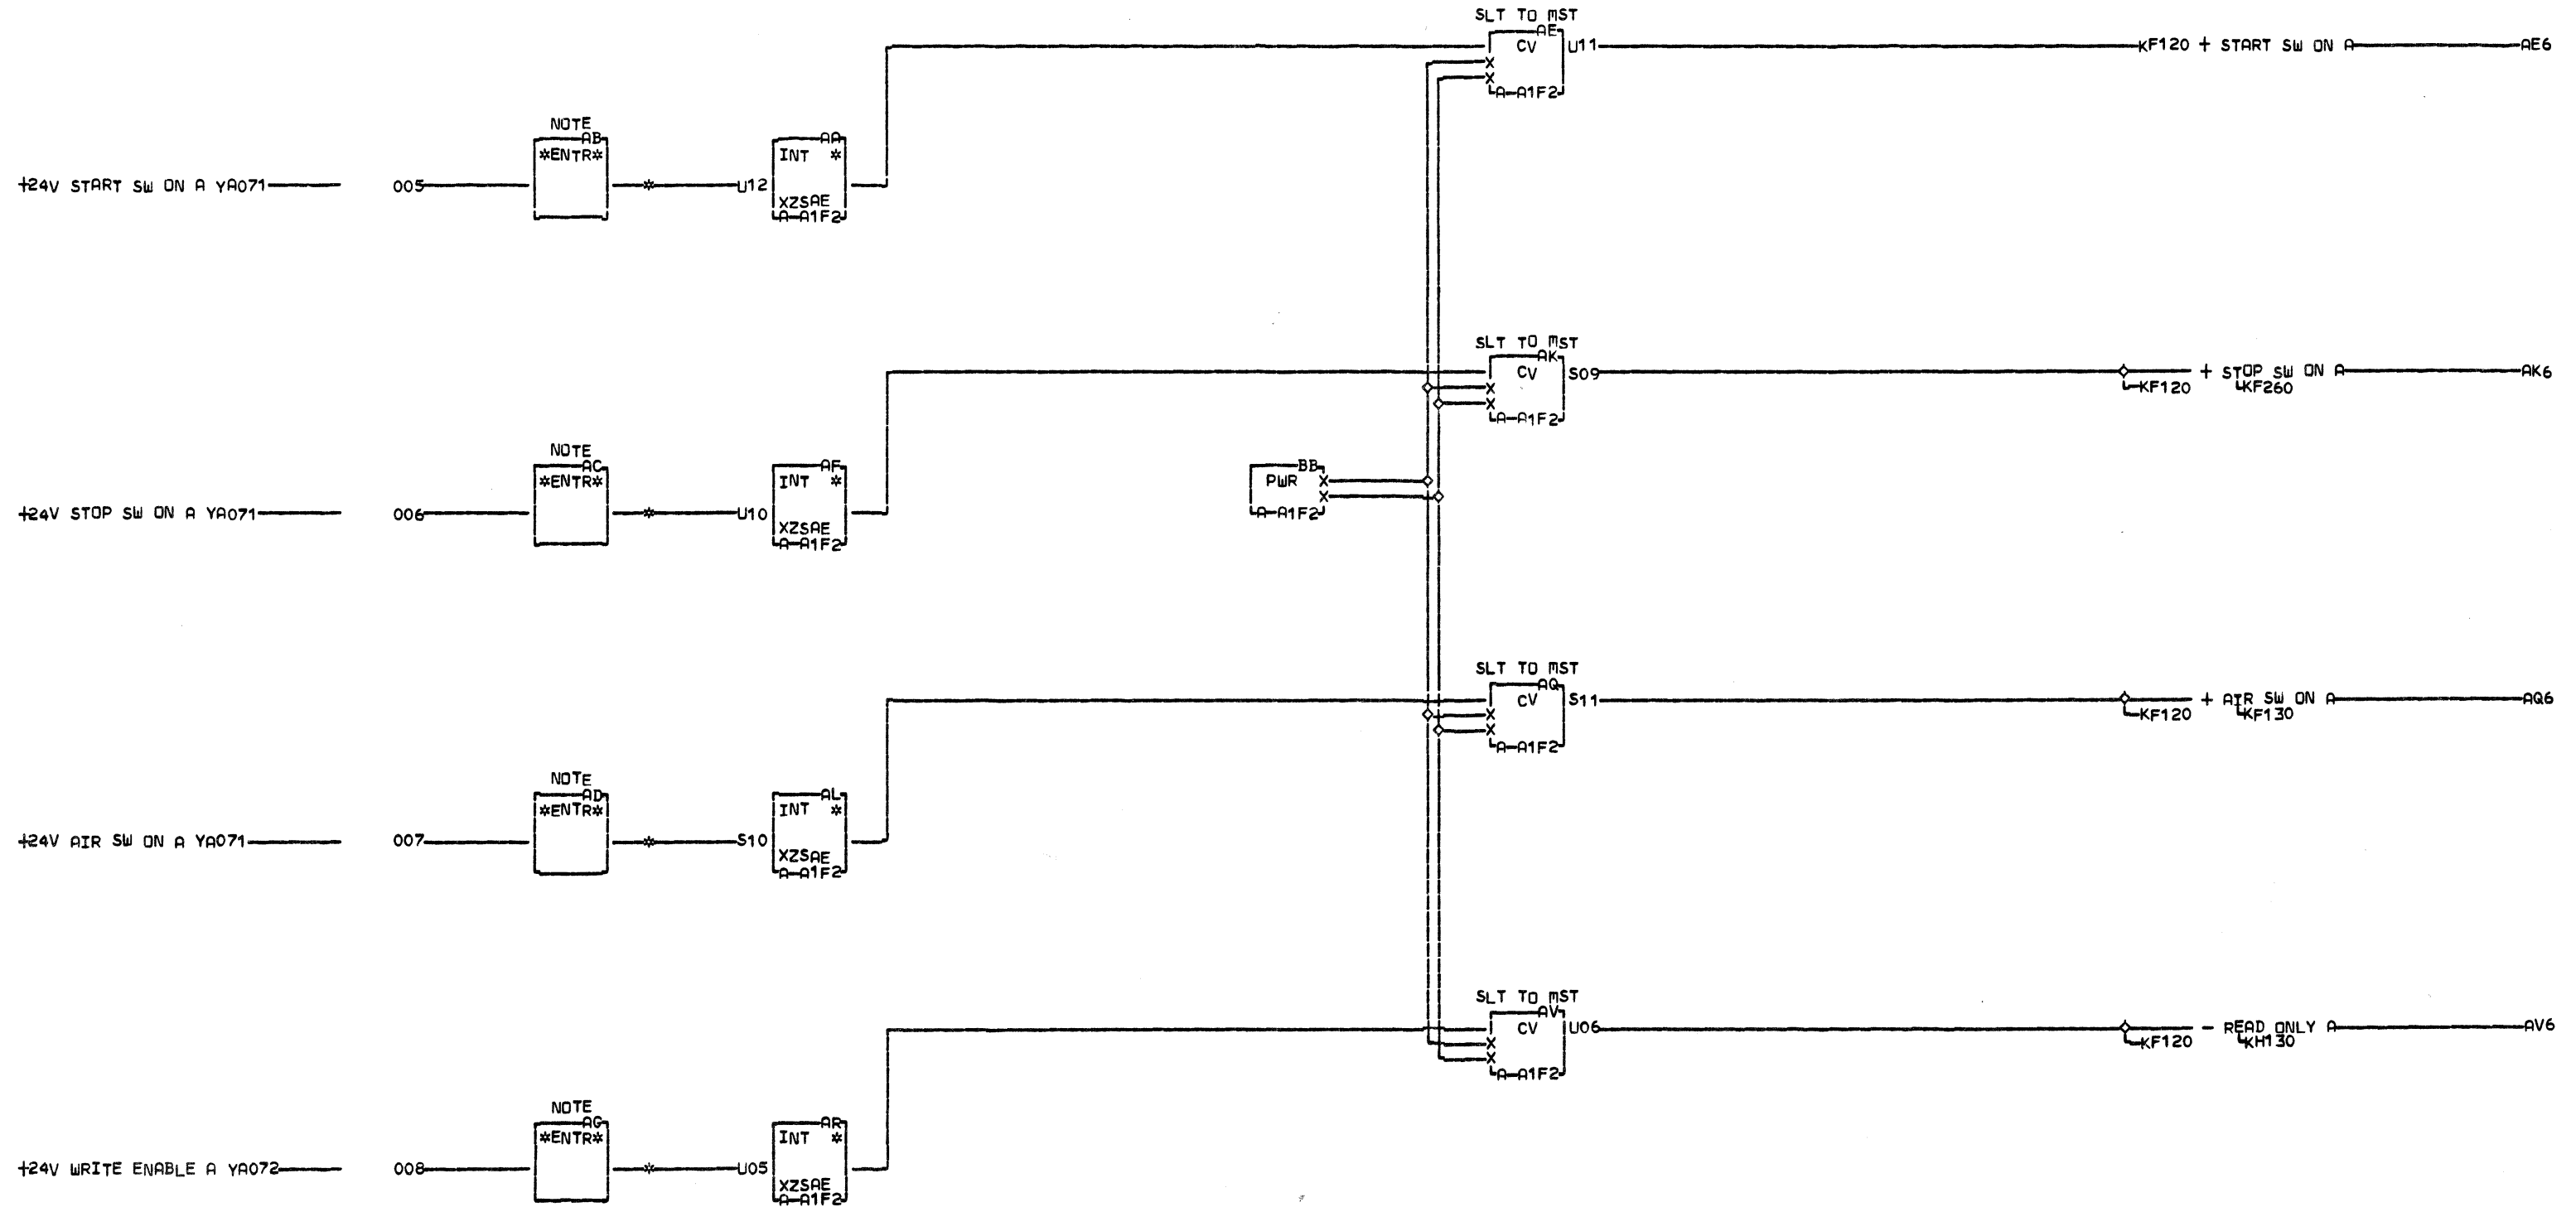 SLT TO MST
AE
CV U11 KF120 + START SW ON A AE6
X
X
A-A1F2
NOTE
AB AA
*ENTR* INT *
+24V START SW ON A YA071 005 * U12
XZSAE
A-A1F2
SLT TO MST
AK
CV S09 + STOP SW ON A AK6
X KF120 KF260
X
A-A1F2
NOTE
AC AF BB
*ENTR* INT * PWR X
X
+24V STOP SW ON A YA071 006 * U10 A-A1F2
XZSAE
A-A1F2
SLT TO MST
AQ
CV S11 + AIR SW ON A AQ6
X KF120 KF130
X
A-A1F2
NOTE
AD AL
*ENTR* INT *
+24V AIR SW ON A YA071 007 * S10
XZSAE
A-A1F2
SLT TO MST
AV
CV U06 - READ ONLY A AV6
X KF120 KH130
X
A-A1F2
NOTE
AG AR
*ENTR* INT *
+24V WRITE ENABLE A YA072 008 * U05
XZSAE
A-A1F2